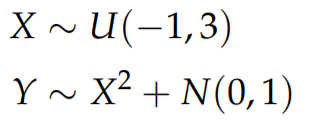 X ∼ U(−1, 3)
Y ∼ X² + N(0, 1)